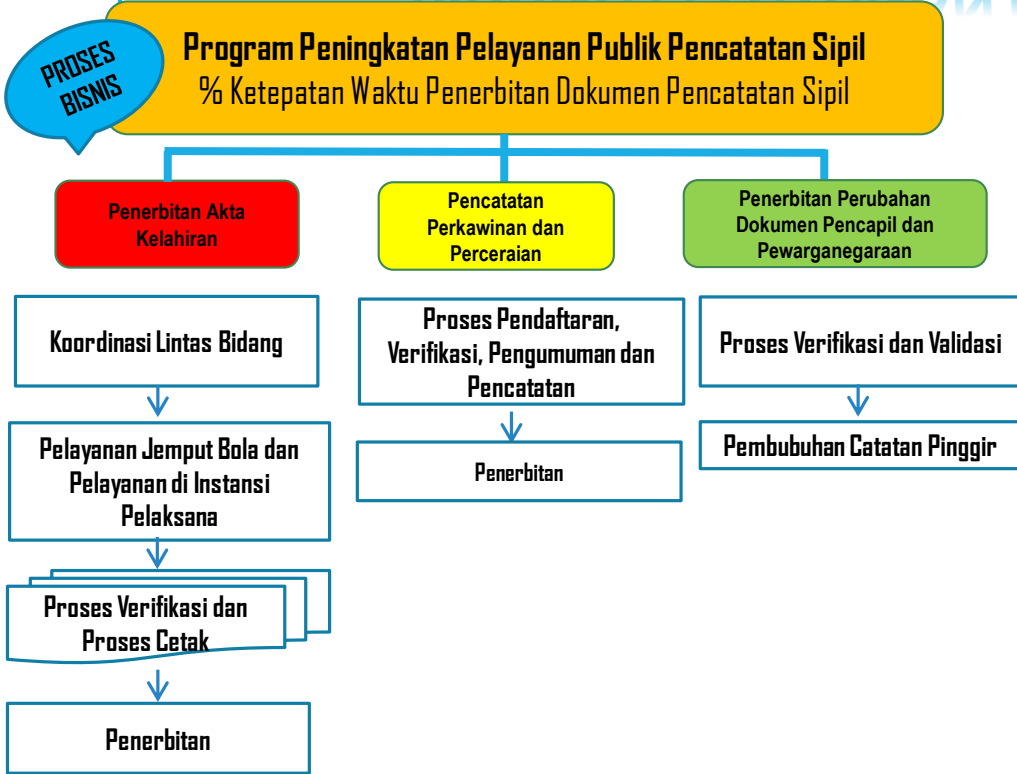 PROSES
BISNIS
Program Peningkatan Pelayanan Publik Pencatatan Sipil
% Ketepatan Waktu Penerbitan Dokumen Pencatatan Sipil
Penerbitan Akta
Kelahiran
Koordinasi Lintas Bidang
Pelayanan Jemput Bola dan
Pelayanan di Instansi
Pelaksana
Proses Verifikasi dan
Proses Cetak
Penerbitan
Pencatatan
Perkawinan dan
Perceraian
Proses Pendaftaran,
Verifikasi, Pengumuman dan
Pencatatan
Penerbitan
Penerbitan Perubahan
Dokumen Pencapil dan
Pewarganegaraan
Proses Verifikasi dan Validasi
Pembubuhan Catatan Pinggir